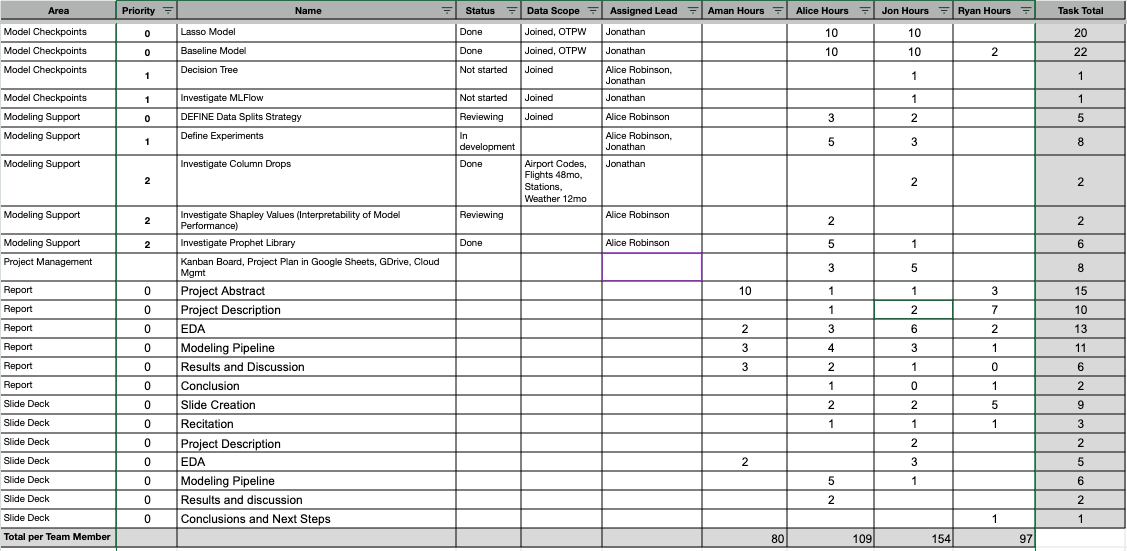 Area Priority Name Status Data Scope Assigned Lead Aman Hours Alice Hours Jon Hours Ryan Hours Task Total
Model Checkpoints 0 Lasso Model Done Joined, OTPW Jonathan 10 10 20
Model Checkpoints 0 Baseline Model Done Joined, OTPW Jonathan 10 10 2 22
Model Checkpoints 1 Decision Tree Not started Joined Alice Robinson,
Jonathan 1 1
Model Checkpoints 1 Investigate MLFlow Not started Joined Jonathan 1 1
Modeling Support 0 DEFINE Data Splits Strategy Reviewing Joined Alice Robinson 3 2 5
Modeling Support 1 Define Experiments In
development Alice Robinson,
Jonathan 5 3 8
Modeling Support 2 Investigate Column Drops Done Airport Codes,
Flights 48mo,
Stations,
Weather 12mo Jonathan 2 2
Modeling Support 2 Investigate Shapley Values (Interpretability of Model
Performance) Reviewing Alice Robinson 2 2
Modeling Support 2 Investigate Prophet Library Done Alice Robinson 5 1 6
Project Management Kanban Board, Project Plan in Google Sheets, GDrive, Cloud
Mgmt 3 5 8
Report 0 Project Abstract 10 1 1 3 15
Report 0 Project Description 1 2 7 10
Report 0 EDA 2 3 6 2 13
Report 0 Modeling Pipeline 3 4 3 1 11
Report 0 Results and Discussion 3 2 1 0 6
Report 0 Conclusion 1 0 1 2
Slide Deck 0 Slide Creation 2 2 5 9
Slide Deck 0 Recitation 1 1 1 3
Slide Deck 0 Project Description 2 2
Slide Deck 0 EDA 2 3 5
Slide Deck 0 Modeling Pipeline 5 1 6
Slide Deck 0 Results and discussion 2 2
Slide Deck 0 Conclusions and Next Steps 1 1
Total per Team Member 80 109 154 97